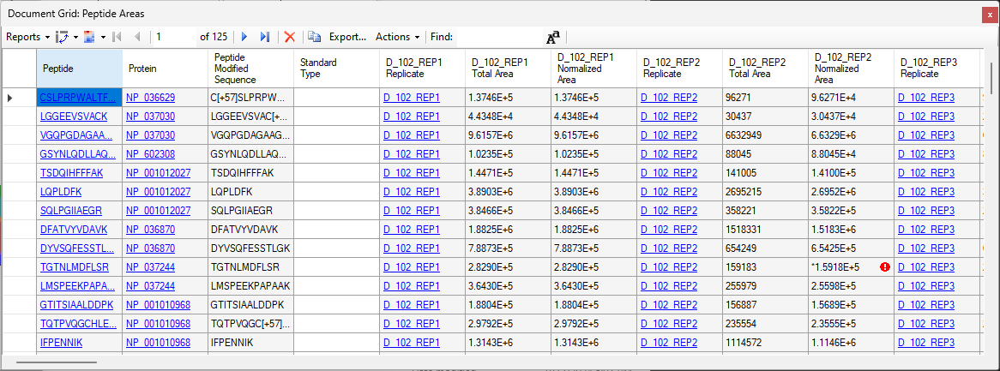 Document Grid: Peptide Areas
Reports 1 of 125 Export... Actions Find: Aa
Peptide Protein Peptide Modified Sequence Standard Type D_102_REP1 Replicate D_102_REP1 Total Area D_102_REP1 Normalized Area D_102_REP2 Replicate D_102_REP2 Total Area D_102_REP2 Normalized Area D_102_REP3 Replicate
CSLPRPWALTF... NP_036629 C[+57]SLPRPW... D_102_REP1 1.3746E+5 1.3746E+5 D_102_REP2 96271 9.6271E+4 D_102_REP3
LGGEEVSVACK NP_037030 LGGEEVSVAC[+... D_102_REP1 4.4348E+4 4.4348E+4 D_102_REP2 30437 3.0437E+4 D_102_REP3
VGQPGDAGAA... NP_037030 VGQPGDAGAAG... D_102_REP1 9.6157E+6 9.6157E+6 D_102_REP2 6632949 6.6329E+6 D_102_REP3
GSYNLQDLLAQ... NP_602308 GSYNLQDLLAQ... D_102_REP1 1.0235E+5 1.0235E+5 D_102_REP2 88045 8.8045E+4 D_102_REP3
TSDQIHFFFAK NP_001012027 TSDQIHFFFAK D_102_REP1 1.4471E+5 1.4471E+5 D_102_REP2 141005 1.4100E+5 D_102_REP3
LQPLDFK NP_001012027 LQPLDFK D_102_REP1 3.8903E+6 3.8903E+6 D_102_REP2 2695215 2.6952E+6 D_102_REP3
SQLPGIIAEGR NP_001012027 SQLPGIIAEGR D_102_REP1 3.8466E+5 3.8466E+5 D_102_REP2 358221 3.5822E+5 D_102_REP3
DFATVYVDAVK NP_036870 DFATVYVDAVK D_102_REP1 1.8825E+6 1.8825E+6 D_102_REP2 1518331 1.5183E+6 D_102_REP3
DYVSQFESSTL... NP_036870 DYVSQFESSTLGK D_102_REP1 7.8873E+5 7.8873E+5 D_102_REP2 654249 6.5425E+5 D_102_REP3
TGTNLMDFLSR NP_037244 TGTNLMDFLSR D_102_REP1 2.8290E+5 2.8290E+5 D_102_REP2 159183 *1.5918E+5 D_102_REP3
LMSPEEKPAPA... NP_037244 LMSPEEKPAPAAK D_102_REP1 3.6430E+5 3.6430E+5 D_102_REP2 255979 2.5598E+5 D_102_REP3
GTITSIAALDDPK NP_001010968 GTITSIAALDDPK D_102_REP1 1.8804E+5 1.8804E+5 D_102_REP2 156887 1.5689E+5 D_102_REP3
TQTPVQGCHLE... NP_001010968 TQTPVQGC[+57]... D_102_REP1 2.9792E+5 2.9792E+5 D_102_REP2 235554 2.3555E+5 D_102_REP3
IFPENNIK NP_001010968 IFPENNIK D_102_REP1 1.3143E+6 1.3143E+6 D_102_REP2 1114572 1.1146E+6 D_102_REP3